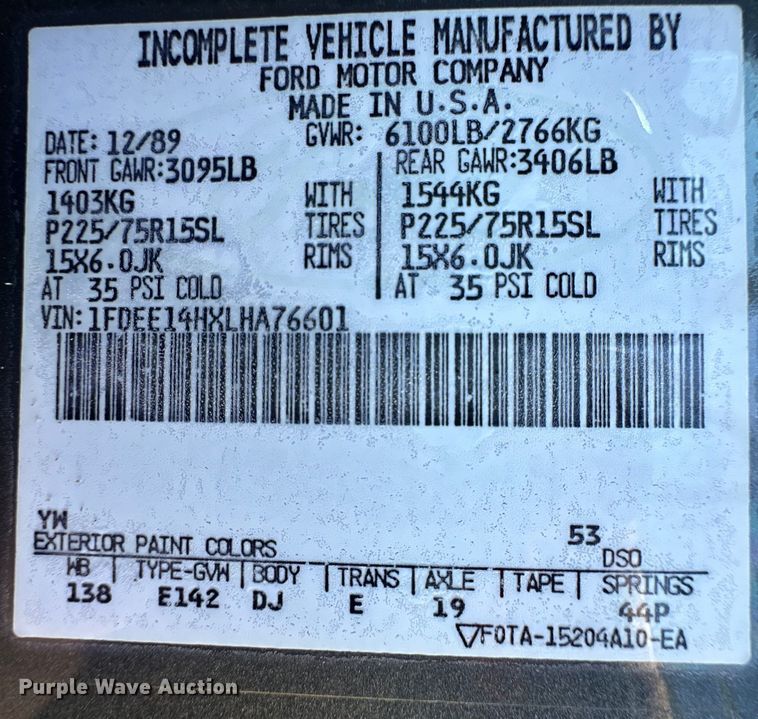 INCOMPLETE VEHICLE MANUFACTURED BY
FORD MOTOR COMPANY
MADE IN U.S.A.
DATE: 12/89 GVWR: 6100LB/2766KG
FRONT GAWR:3095LB REAR GAWR:3406LB
1403KG WITH 1544KG WITH
P225/75R15SL TIRES P225/75R15SL TIRES
15X6.0JK RIMS 15X6.0JK RIMS
AT 35 PSI COLD AT 35 PSI COLD
VIN: 1FDEE14HXLHA76601
YW 53
EXTERIOR PAINT COLORS DSO
WB TYPE-GVW BODY TRANS AXLE TAPE SPRINGS
138 E142 DJ E 19 44P
F0TA-15204A10-EA
Purple Wave Auction